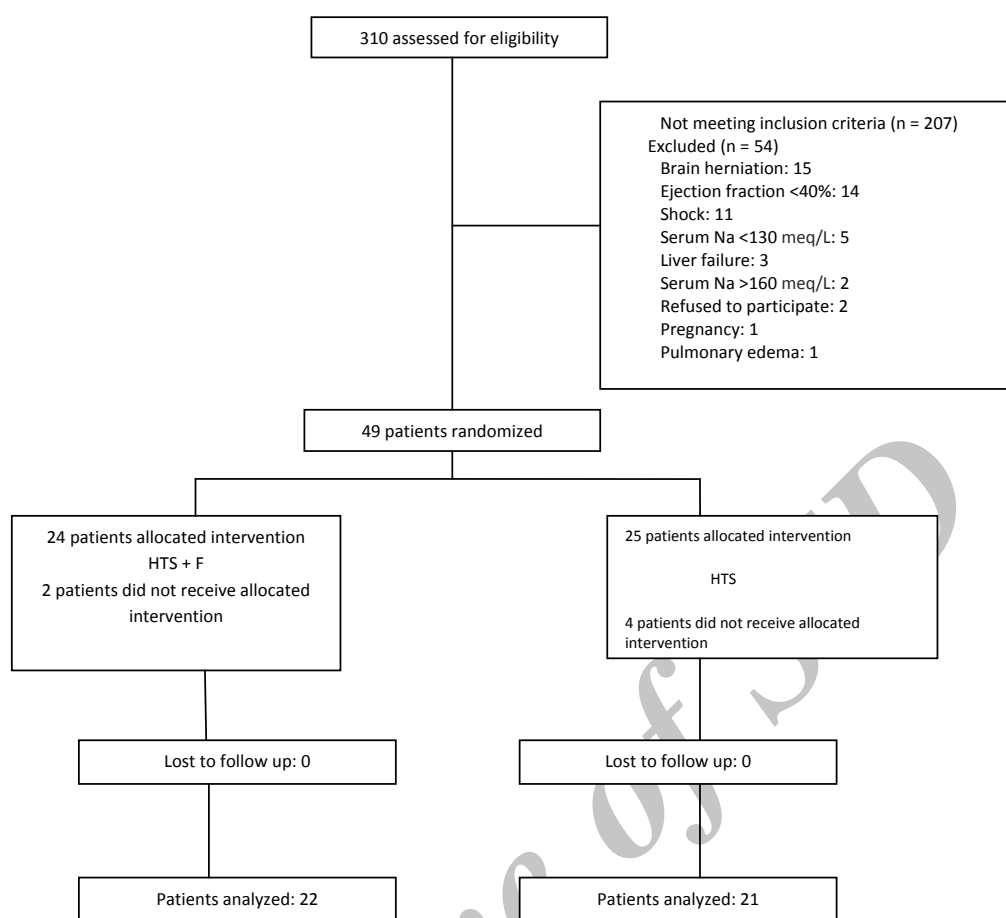 310 assessed for eligibility
Not meeting inclusion criteria (n = 207)
Excluded (n = 54)
Brain herniation: 15
Ejection fraction <40%: 14
Shock: 11
Serum Na <130 meq/L: 5
Liver failure: 3
Serum Na >160 meq/L: 2
Refused to participate: 2
Pregnancy: 1
Pulmonary edema: 1
49 patients randomized
24 patients allocated intervention
HTS + F
2 patients did not receive allocated
intervention
25 patients allocated intervention
HTS
4 patients did not receive allocated
intervention
Lost to follow up: 0
Lost to follow up: 0
Patients analyzed: 22
Patients analyzed: 21
of SID